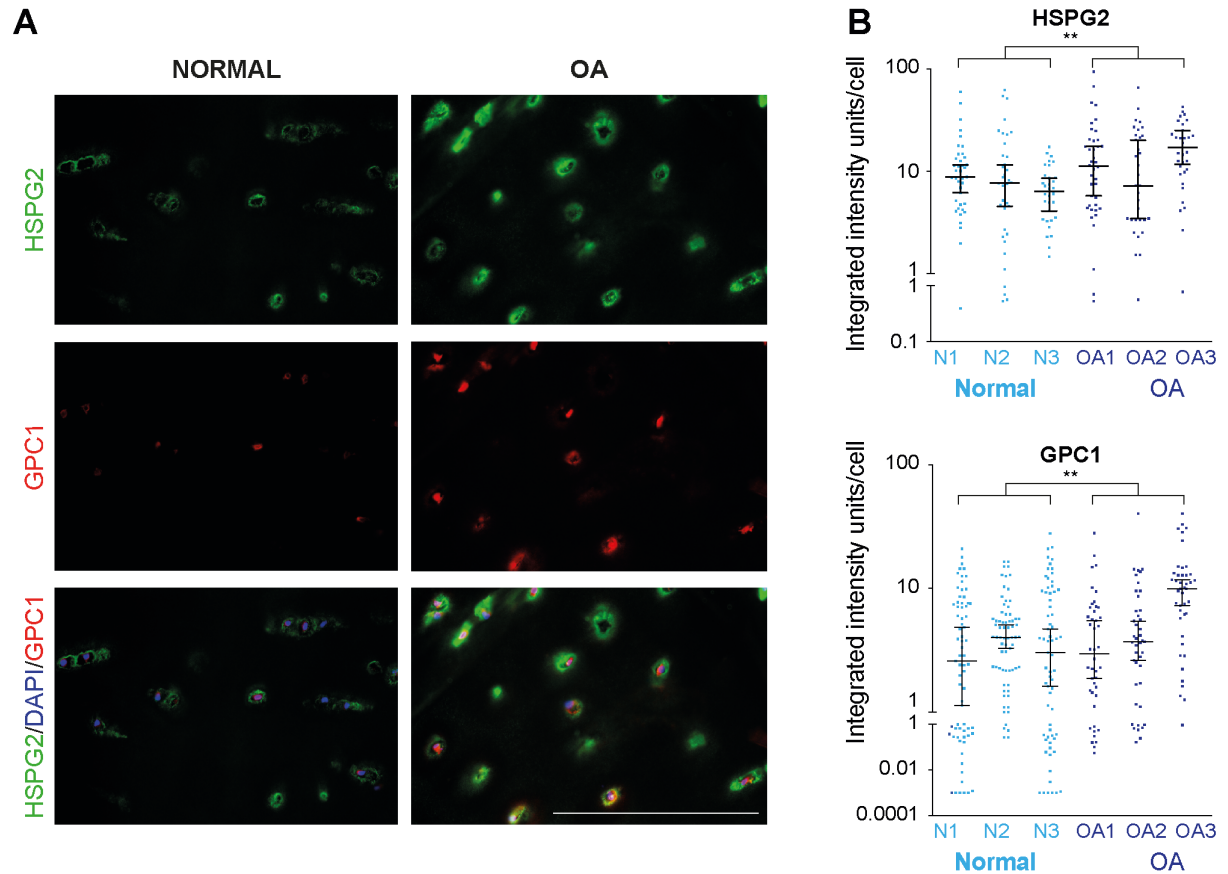 A
NORMAL
OA
HSPG2
GPC1
HSPG2/DAPI/GPC1
B
HSPG2
**
Integrated intensity units/cell
100
10
1
1
0.1
N1 N2 N3 OA1 OA2 OA3
Normal OA
GPC1
**
Integrated intensity units/cell
100
10
1
1
0.01
0.0001
N1 N2 N3 OA1 OA2 OA3
Normal OA